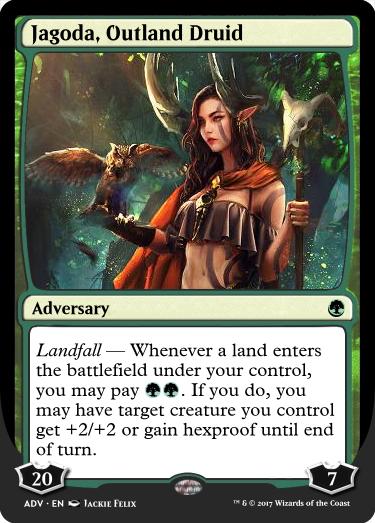 Jagoda, Outland Druid
Adversary
Landfall — Whenever a land enters
the battlefield under your control,
you may pay . If you do, you
may have target creature you control
get +2/+2 or gain hexproof until end
of turn.
20
7
ADV • EN Jackie Felix
™ & © 2017 Wizards of the Coast